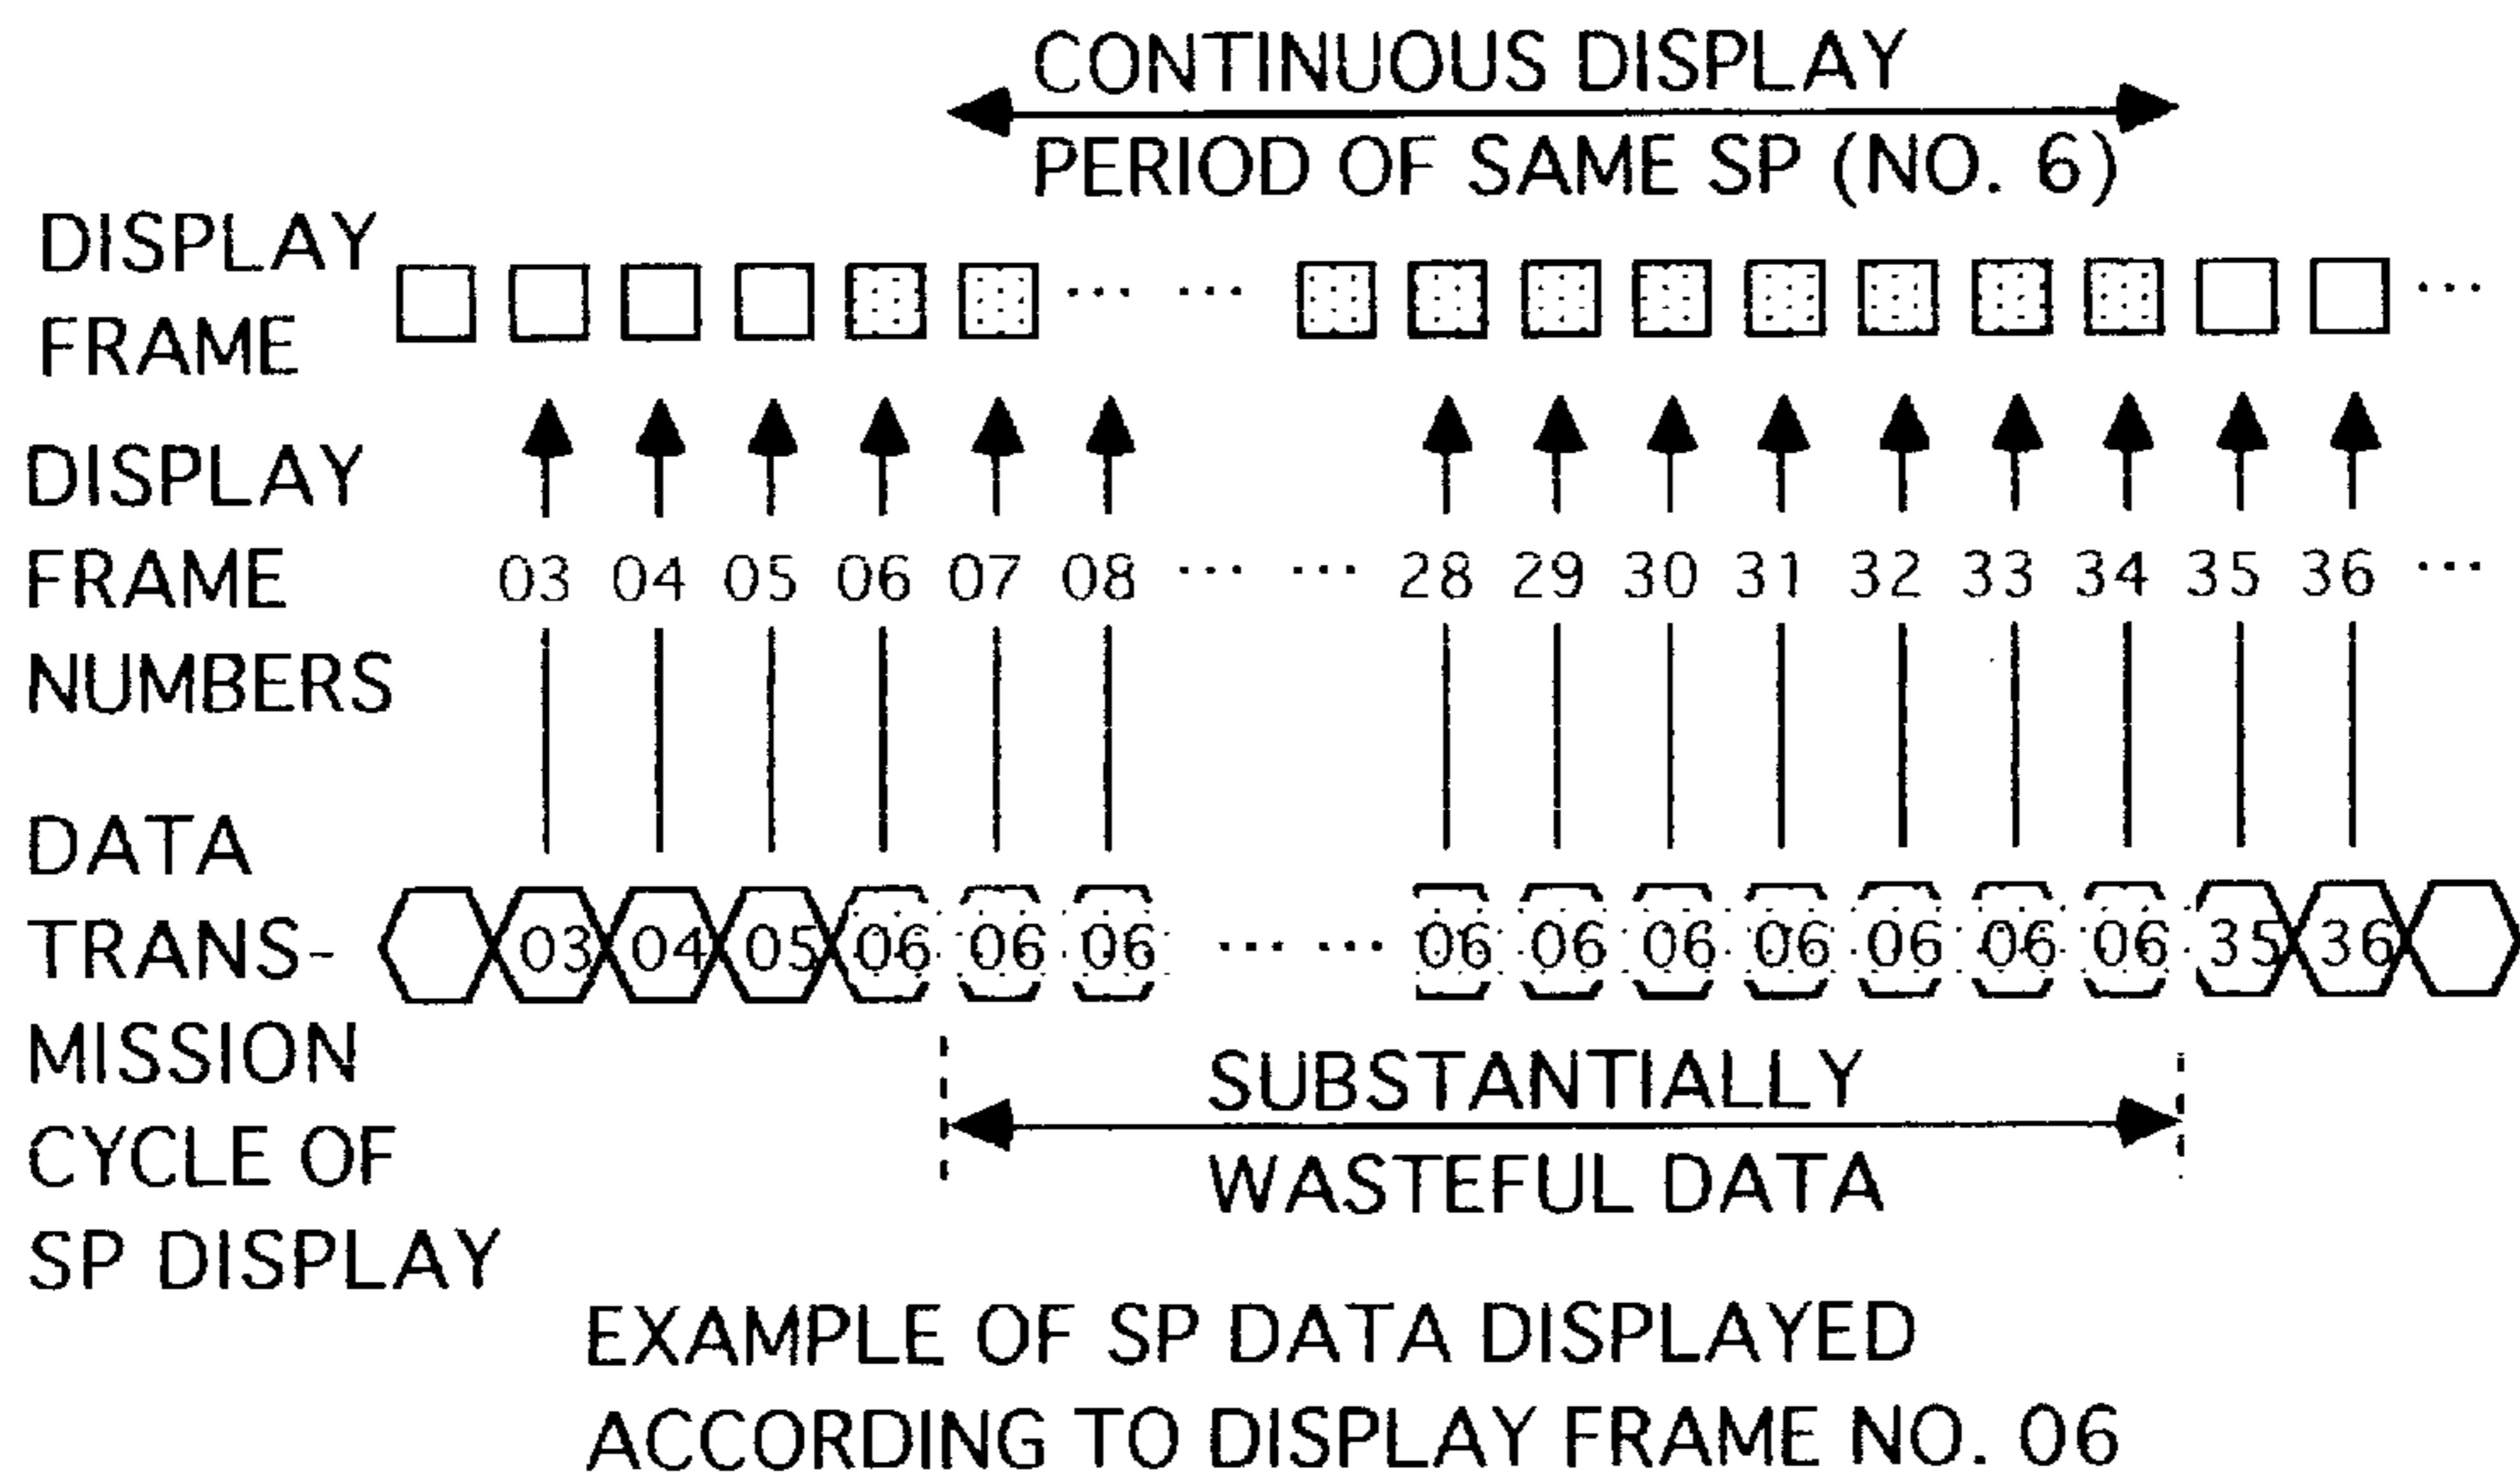 CONTINUOUS DISPLAY
PERIOD OF SAME SP (NO. 6)
DISPLAY
FRAME
... ... ...
DISPLAY
FRAME
NUMBERS
03 04 05 06 07 08 ... ... 28 29 30 31 32 33 34 35 36 ...
DATA
TRANS-
MISSION
CYCLE OF
SP DISPLAY
03 04 05 06 06 06 ... ... 06 06 06 06 06 06 06 35 36
SUBSTANTIALLY
WASTEFUL DATA
EXAMPLE OF SP DATA DISPLAYED
ACCORDING TO DISPLAY FRAME NO. 06